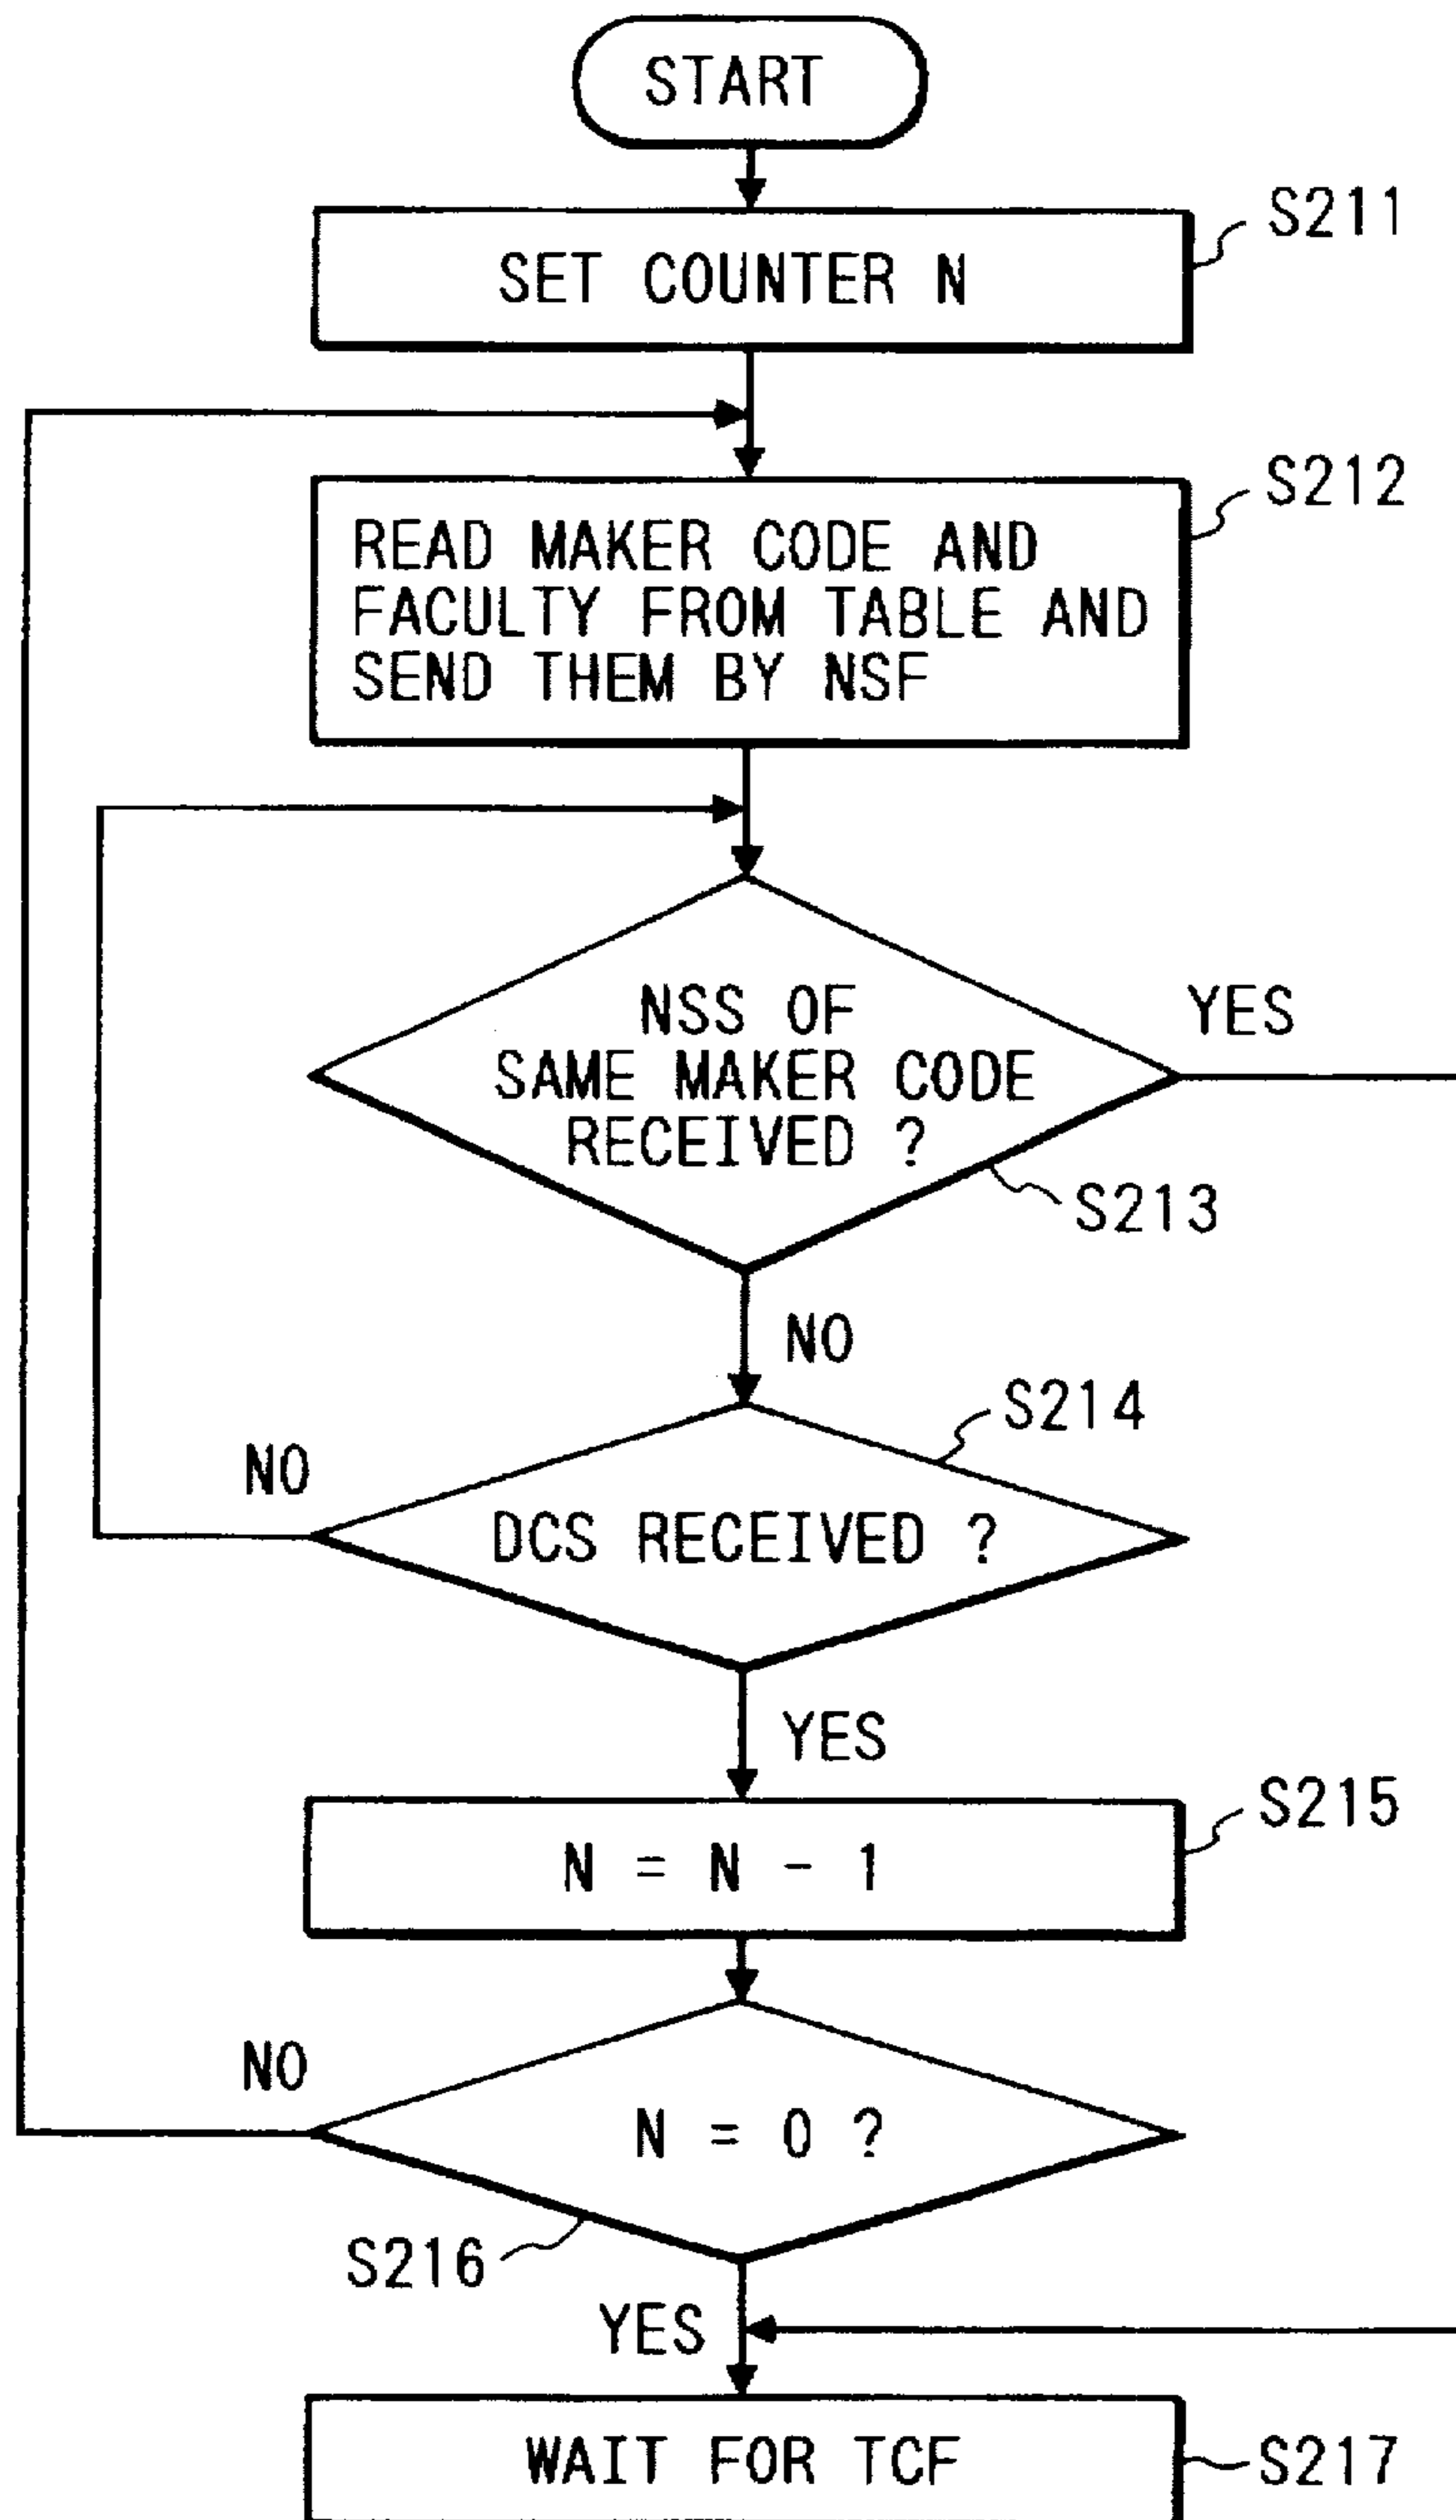 START
S211
SET COUNTER N
S212
READ MAKER CODE AND
FACULTY FROM TABLE AND
SEND THEM BY NSF
NSS OF
SAME MAKER CODE
RECEIVED ?
YES
S213
NO
S214
NO
DCS RECEIVED ?
YES
S215
N = N - 1
NO
N = 0 ?
S216
YES
WAIT FOR TCF
S217